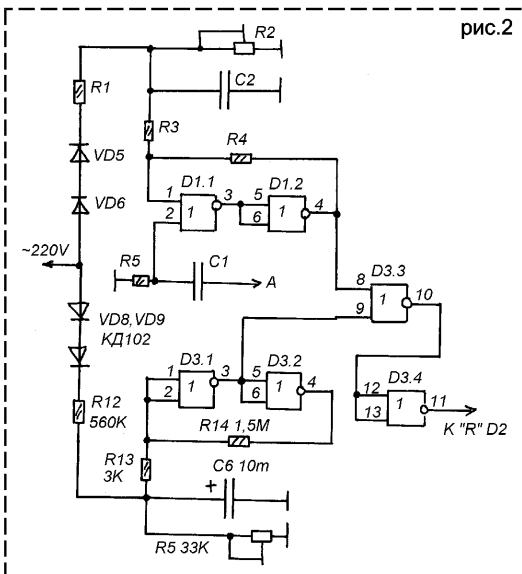 рис.2
R2
R1
C2
R3
R4
VD5
D1.1
D1.2
VD6
1
2
1
3
5
6
1
4
R5
C1
~220V
A
D3.3
8
9
1
10
VD8,VD9
КД102
D3.1
D3.2
1
2
1
3
5
6
1
4
D3.4
12
13
1
11
R12
560K
R14 1,5M
К "R" D2
R13
3K
C6 10m
+
R5 33K